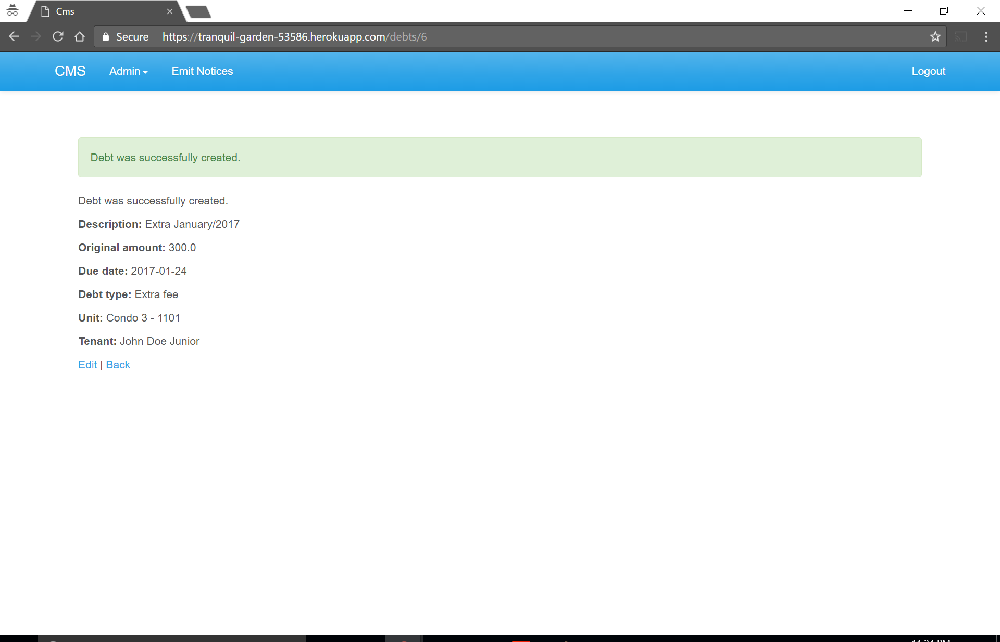 Cms
Secure https://tranquil-garden-53586.herokuapp.com/debts/6
CMS Admin Emit Notices Logout
Debt was successfully created.
Debt was successfully created.
Description: Extra January/2017
Original amount: 300.0
Due date: 2017-01-24
Debt type: Extra fee
Unit: Condo 3 - 1101
Tenant: John Doe Junior
Edit | Back